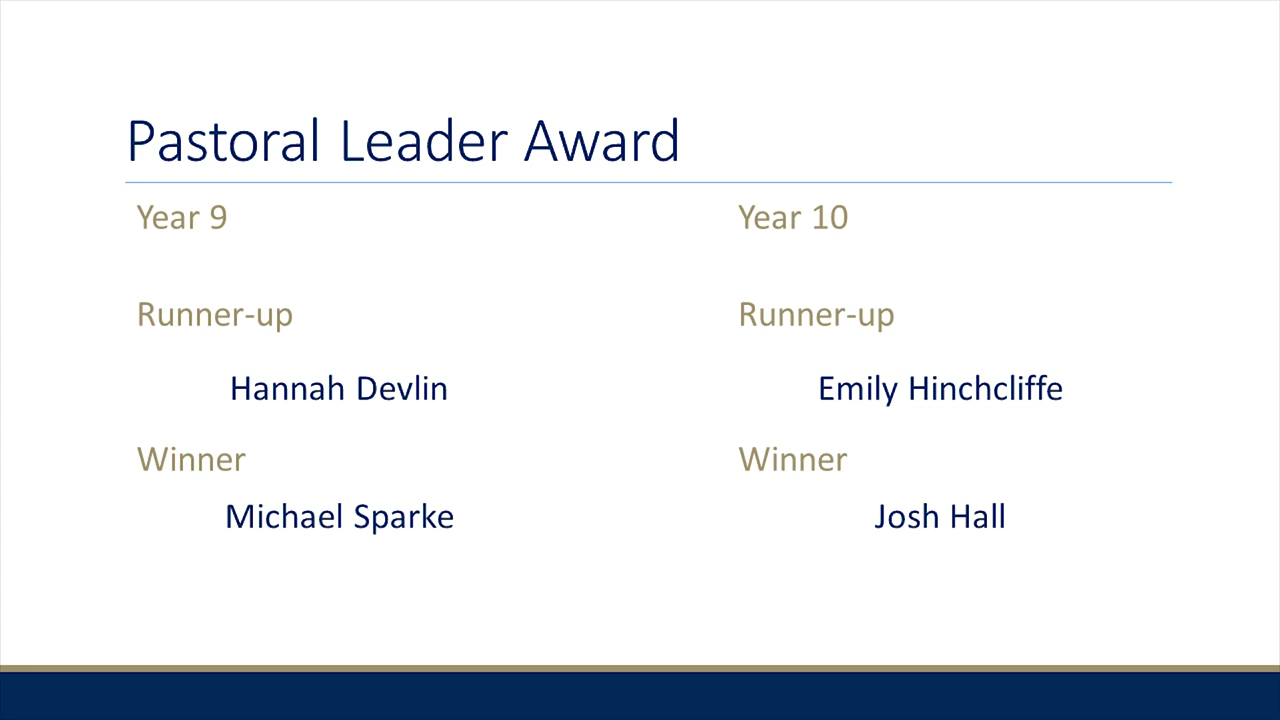 Pastoral Leader Award
Year 9
Runner-up
Hannah Devlin
Winner
Michael Sparke
Year 10
Runner-up
Emily Hinchcliffe
Winner
Josh Hall